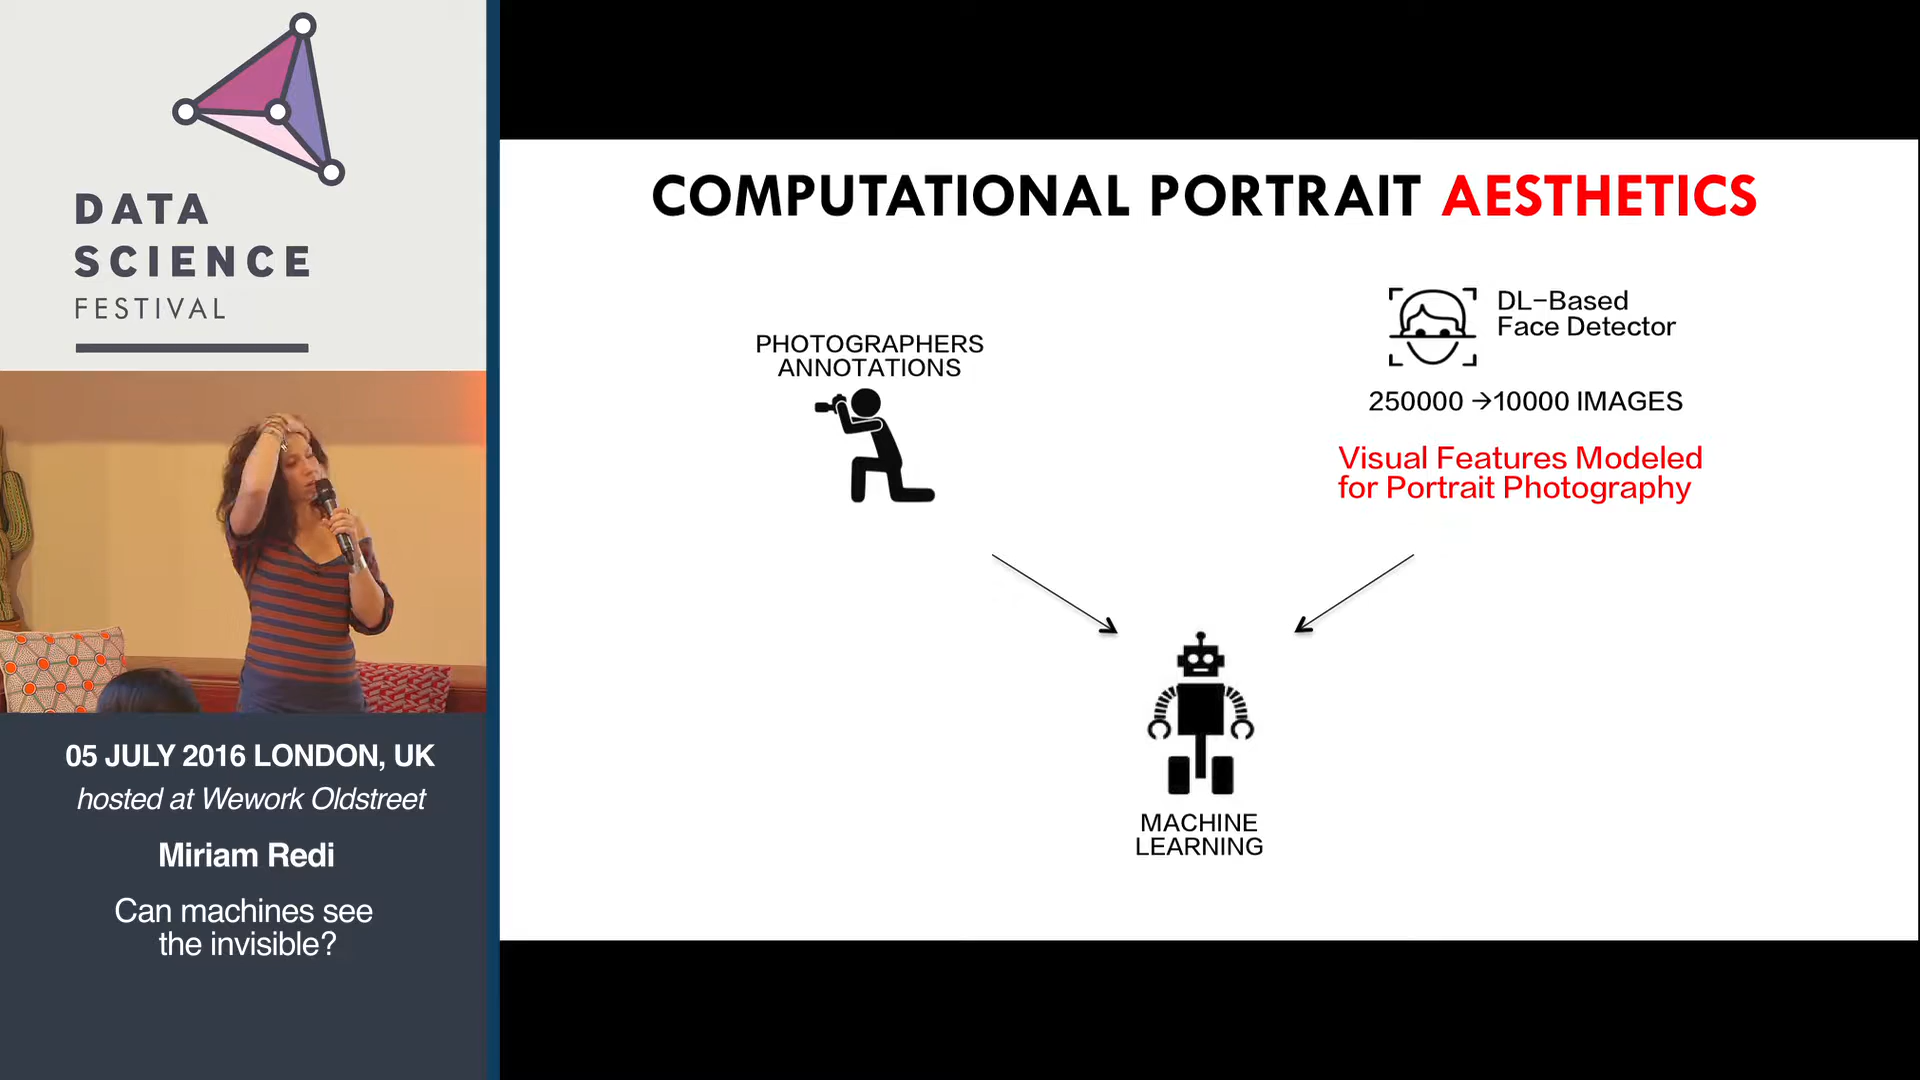 DATA
SCIENCE
FESTIVAL
05 JULY 2016 LONDON, UK
hosted at Wework Oldstreet
Miriam Redi
Can machines see
the invisible?
COMPUTATIONAL PORTRAIT AESTHETICS
PHOTOGRAPHERS
ANNOTATIONS
DL-Based
Face Detector
250000 →10000 IMAGES
Visual Features Modeled
for Portrait Photography
MACHINE
LEARNING